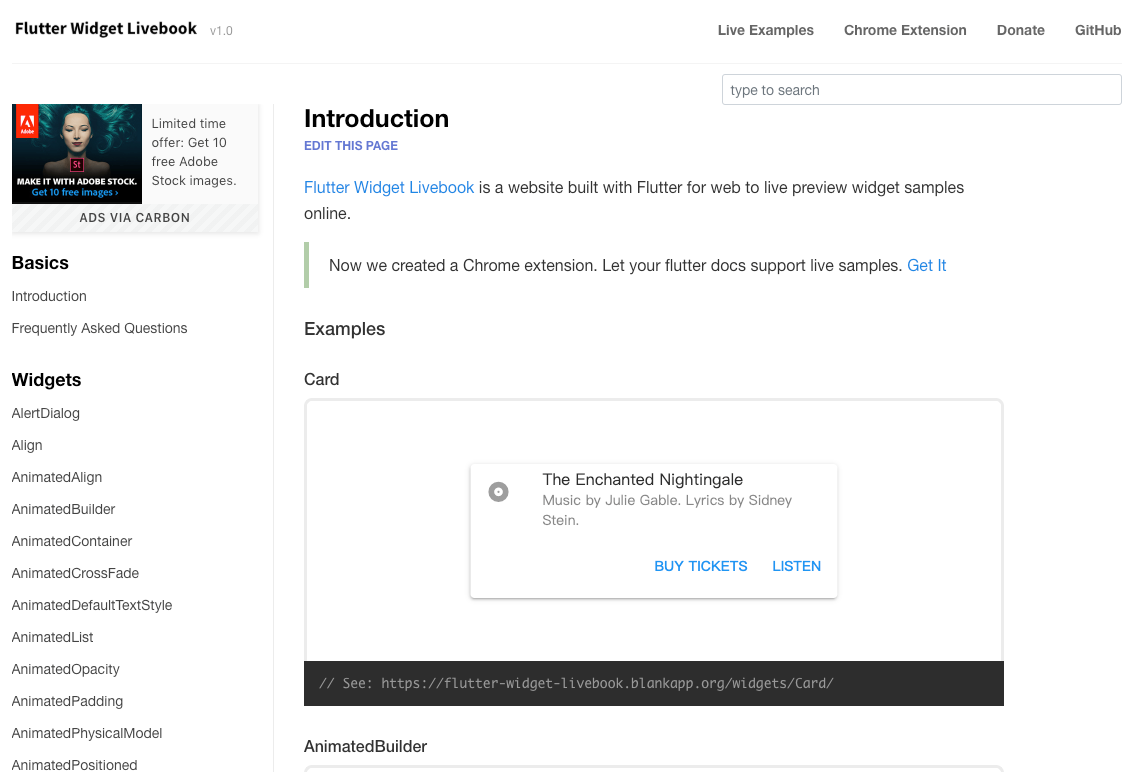 Flutter Widget Livebook v1.0
Live Examples Chrome Extension Donate GitHub
type to search
Adobe
St
MAKE IT WITH ADOBE STOCK.
Get 10 free images ›
Limited time
offer: Get 10
free Adobe
Stock images.
ADS VIA CARBON
Basics
Introduction
Frequently Asked Questions
Widgets
AlertDialog
Align
AnimatedAlign
AnimatedBuilder
AnimatedContainer
AnimatedCrossFade
AnimatedDefaultTextStyle
AnimatedList
AnimatedOpacity
AnimatedPadding
AnimatedPhysicalModel
AnimatedPositioned
Introduction
EDIT THIS PAGE
Flutter Widget Livebook is a website built with Flutter for web to live preview widget samples
online.
Now we created a Chrome extension. Let your flutter docs support live samples. Get It
Examples
Card
The Enchanted Nightingale
Music by Julie Gable. Lyrics by Sidney
Stein.
BUY TICKETS LISTEN
// See: https://flutter-widget-livebook.blankapp.org/widgets/Card/
AnimatedBuilder